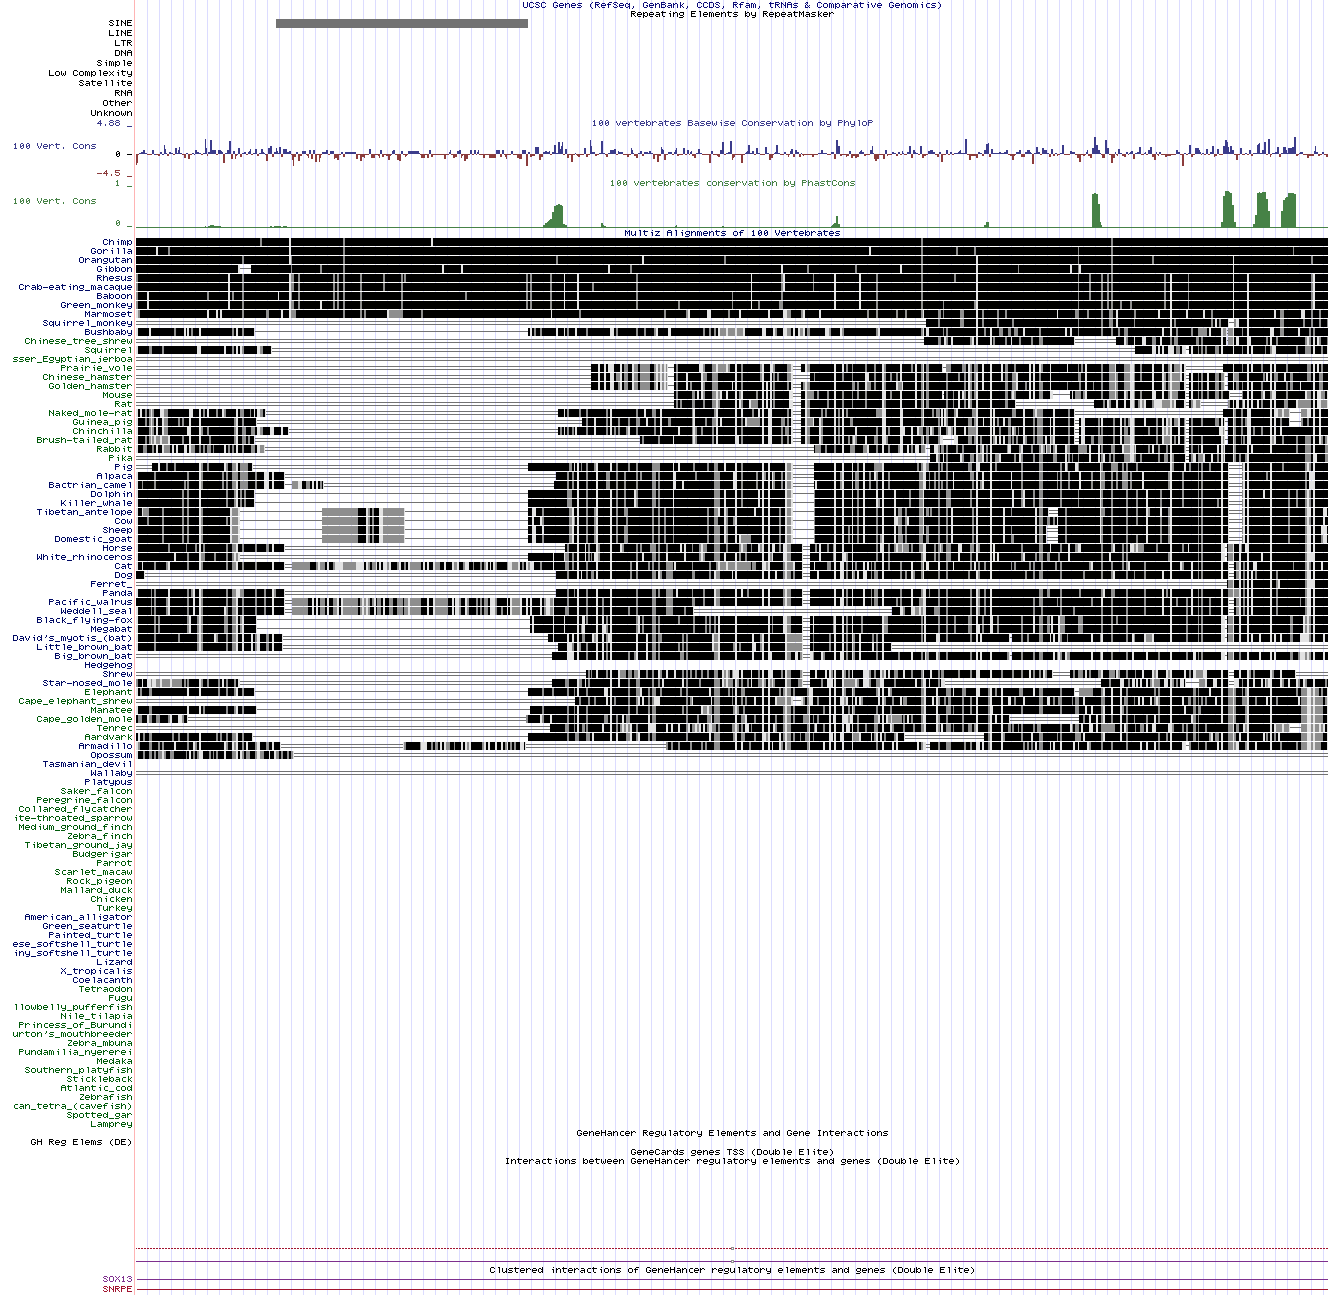 UCSC Genes (RefSeq, GenBank, CCDS, Rfam, tRNAs & Comparative Genomics)
Repeating Elements by RepeatMasker
SINE
LINE
LTR
DNA
Simple
Low Complexity
Satellite
RNA
Other
Unknown
4.88 _
100 vertebrates Basewise Conservation by PhyloP
100 Vert. Cons
0 -
-4.5 _
1 _
100 vertebrates conservation by PhastCons
100 Vert. Cons
0 _
Multiz Alignments of 100 Vertebrates
Chimp
Gorilla
Orangutan
Gibbon
Rhesus
Crab-eating_macaque
Baboon
Green_monkey
Marmoset
Squirrel_monkey
Bushbaby
Chinese_tree_shrew
Squirrel
sser_Egyptian_jerboa
Prairie_vole
Chinese_hamster
Golden_hamster
Mouse
Rat
Naked_mole-rat
Guinea_pig
Chinchilla
Brush-tailed_rat
Rabbit
Pika
Pig
Alpaca
Bactrian_camel
Dolphin
Killer_whale
Tibetan_antelope
Cow
Sheep
Domestic_goat
Horse
White_rhinoceros
Cat
Dog
Ferret_
Panda
Pacific_walrus
Weddell_seal
Black_flying-fox
Megabat
David's_myotis_(bat)
Little_brown_bat
Big_brown_bat
Hedgehog
Shrew
Star-nosed_mole
Elephant
Cape_elephant_shrew
Manatee
Cape_golden_mole
Tenrec
Aardvark
Armadillo
Opossum
Tasmanian_devil
Wallaby
Platypus
Saker_falcon
Peregrine_falcon
Collared_flycatcher
ite-throated_sparrow
Medium_ground_finch
Zebra_finch
Tibetan_ground_jay
Budgerigar
Parrot
Scarlet_macaw
Rock_pigeon
Mallard_duck
Chicken
Turkey
American_alligator
Green_seaturtle
Painted_turtle
ese_softshell_turtle
iny_softshell_turtle
Lizard
X_tropicalis
Coelacanth
Tetraodon
Fugu
llowbelly_pufferfish
Nile_tilapia
Princess_of_Burundi
urton's_mouthbreeder
Zebra_mbuna
Pundamilia_nyererei
Medaka
Southern_platyfish
Stickleback
Atlantic_cod
Zebrafish
can_tetra_(cavefish)
Spotted_gar
Lamprey
GeneHancer Regulatory Elements and Gene Interactions
GH Reg Elems (DE)
GeneCards genes TSS (Double Elite)
Interactions between GeneHancer regulatory elements and genes (Double Elite)
Clustered interactions of GeneHancer regulatory elements and genes (Double Elite)
SOX13
SNRPE